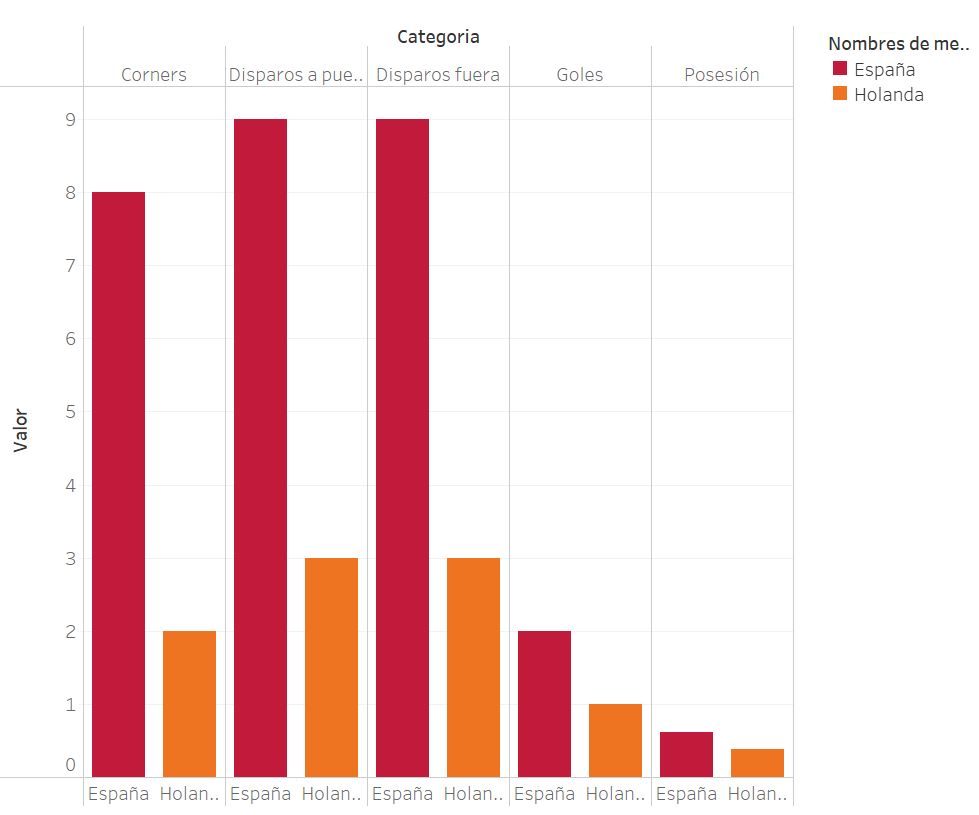 Categoria
Nombres de me..
Corners Disparos a pue.. Disparos fuera Goles Posesión
España
Holanda
9
8
7
6
5
4
3
2
1
0
Valor
España Holan.. España Holan.. España Holan.. España Holan.. España Holan..